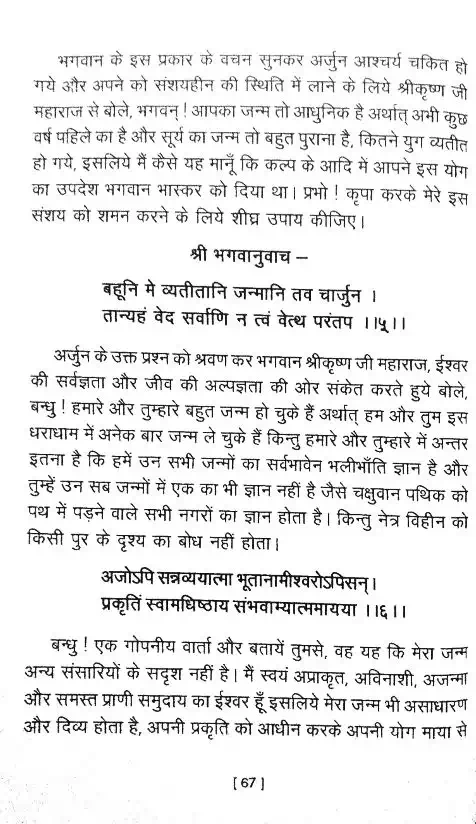 भगवान के इस प्रकार के वचन सुनकर अर्जुन आश्चर्य चकित हो
गये और अपने को संशयहीन की स्थिति में लाने के लिये श्रीकृष्ण जी
महाराज से बोले, भगवन् ! आपका जन्म तो आधुनिक है अर्थात् अभी कुछ
वर्ष पहिले का है और सूर्य का जन्म तो बहुत पुराना है, कितने युग व्यतीत
हो गये, इसलिये मैं कैसे यह मानूँ कि कल्प के आदि में आपने इस योग
का उपदेश भगवान भास्कर को दिया था। प्रभो ! कृपा करके मेरे इस
संशय को शमन करने के लिये शीघ्र उपाय कीजिए।
श्री भगवानुवाच –
बहूनि मे व्यतीतानि जन्मानि तव चार्जुन ।
तान्यहं वेद सर्वाणि न त्वं वेत्थ परंतप ।।५।।
अर्जुन के उक्त प्रश्न को श्रवण कर भगवान श्रीकृष्ण जी महाराज, ईश्वर
की सर्वज्ञता और जीव की अल्पज्ञता की ओर संकेत करते हुये बोले,
बन्धु ! हमारे और तुम्हारे बहुत जन्म हो चुके हैं अर्थात् हम और तुम इस
धराधाम में अनेक बार जन्म ले चुके हैं किन्तु हमारे और तुम्हारे में अन्तर
इतना है कि हमें उन सभी जन्मों का सर्वभावेन भलीभाँति ज्ञान है और
तुम्हें उन सब जन्मों में एक का भी ज्ञान नहीं है जैसे चक्षुवान पथिक को
पथ में पड़ने वाले सभी नगरों का ज्ञान होता है। किन्तु नेत्र विहीन को
किसी पुर के दृश्य का बोध नहीं होता।
अजोऽपि सन्नव्ययात्मा भूतानामीश्वरोऽपिसन्।
प्रकृतिं स्वामधिष्ठाय संभवाम्यात्ममायया ।।६।।
बन्धु ! एक गोपनीय वार्ता और बतायें तुमसे, वह यह कि मेरा जन्म
अन्य संसारियों के सदृश नहीं है। मैं स्वयं अप्राकृत, अविनाशी, अजन्मा
और समस्त प्राणी समुदाय का ईश्वर हूँ इसलिये मेरा जन्म भी असाधारण
और दिव्य होता है, अपनी प्रकृति को आधीन करके अपनी योग माया से
[ 67 ]